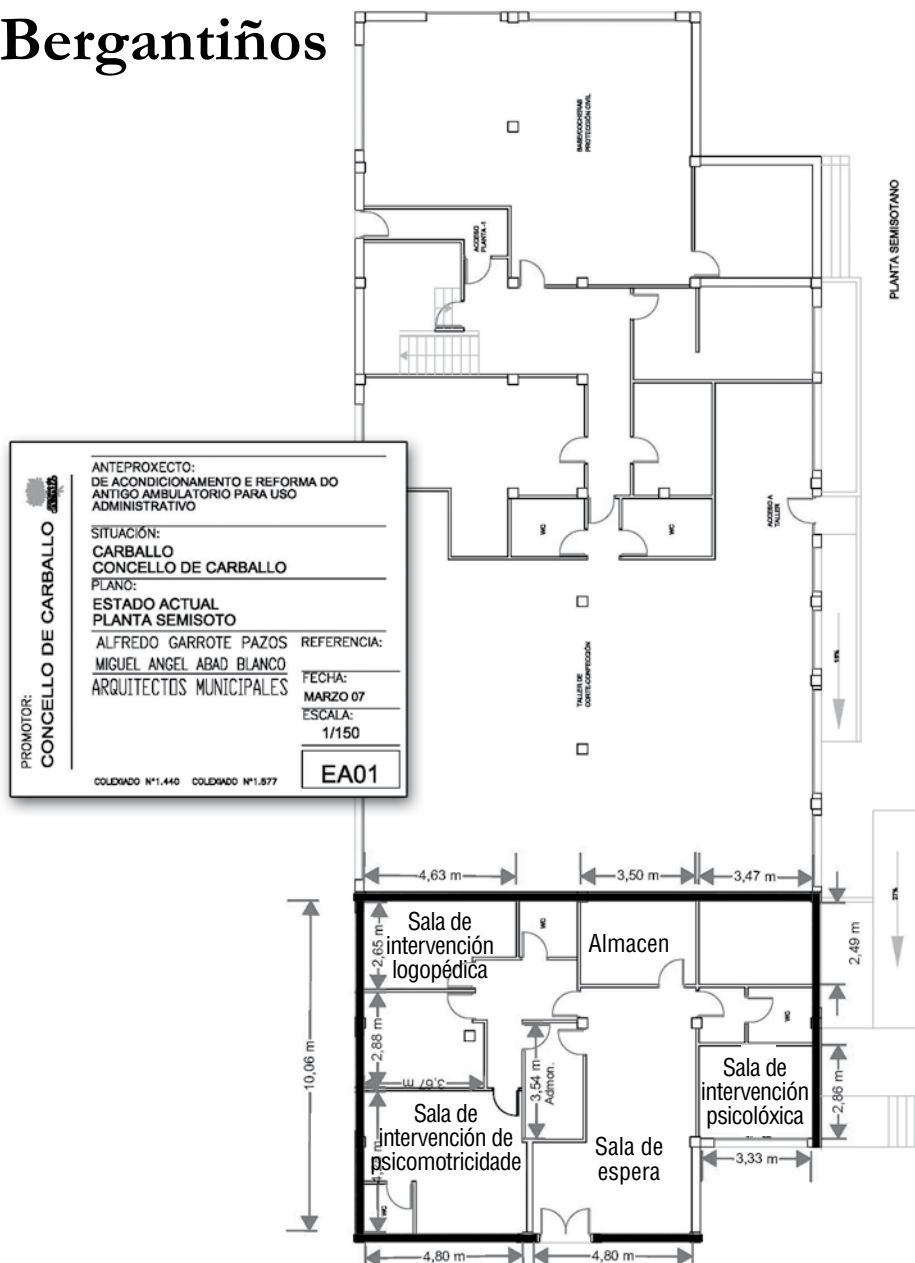 Bergantiños
BASE/COCHERAS
PROTECCIÓN CIVIL
PLANTA SEMISOTANO
ACCESO
PLANTA -1
ANTEPROXECTO:
DE ACONDICIONAMENTO E REFORMA DO
ANTIGO AMBULATORIO PARA USO
ADMINISTRATIVO
SITUACIÓN:
CARBALLO
CONCELLO DE CARBALLO
PLANO:
ESTADO ACTUAL
PLANTA SEMISOTO
ALFREDO GARROTE PAZOS
MIGUEL ANGEL ABAD BLANCO
ARQUITECTOS MUNICIPALES
REFERENCIA:
FECHA:
MARZO 07
ESCALA:
1/150
EA01
COLEXIADO Nº1.440 COLEXIADO Nº1.577
PROMOTOR:
CONCELLO DE CARBALLO
WC
WC
ACCESO A
TALLER
TALLER DE
CORTE-CONFECCIÓN
4,63 m
3,50 m
3,47 m
Sala de
intervención
logopédica
2,65 m
WC
Almacen
2,49 m
10,06 m
2,88 m
3,67 m
3,54 m
Admon.
WC
Sala de
intervención
psicolóxica
2,86 m
3,33 m
Sala de
intervención de
psicomotricidade
WC
Sala de
espera
4,80 m
4,80 m